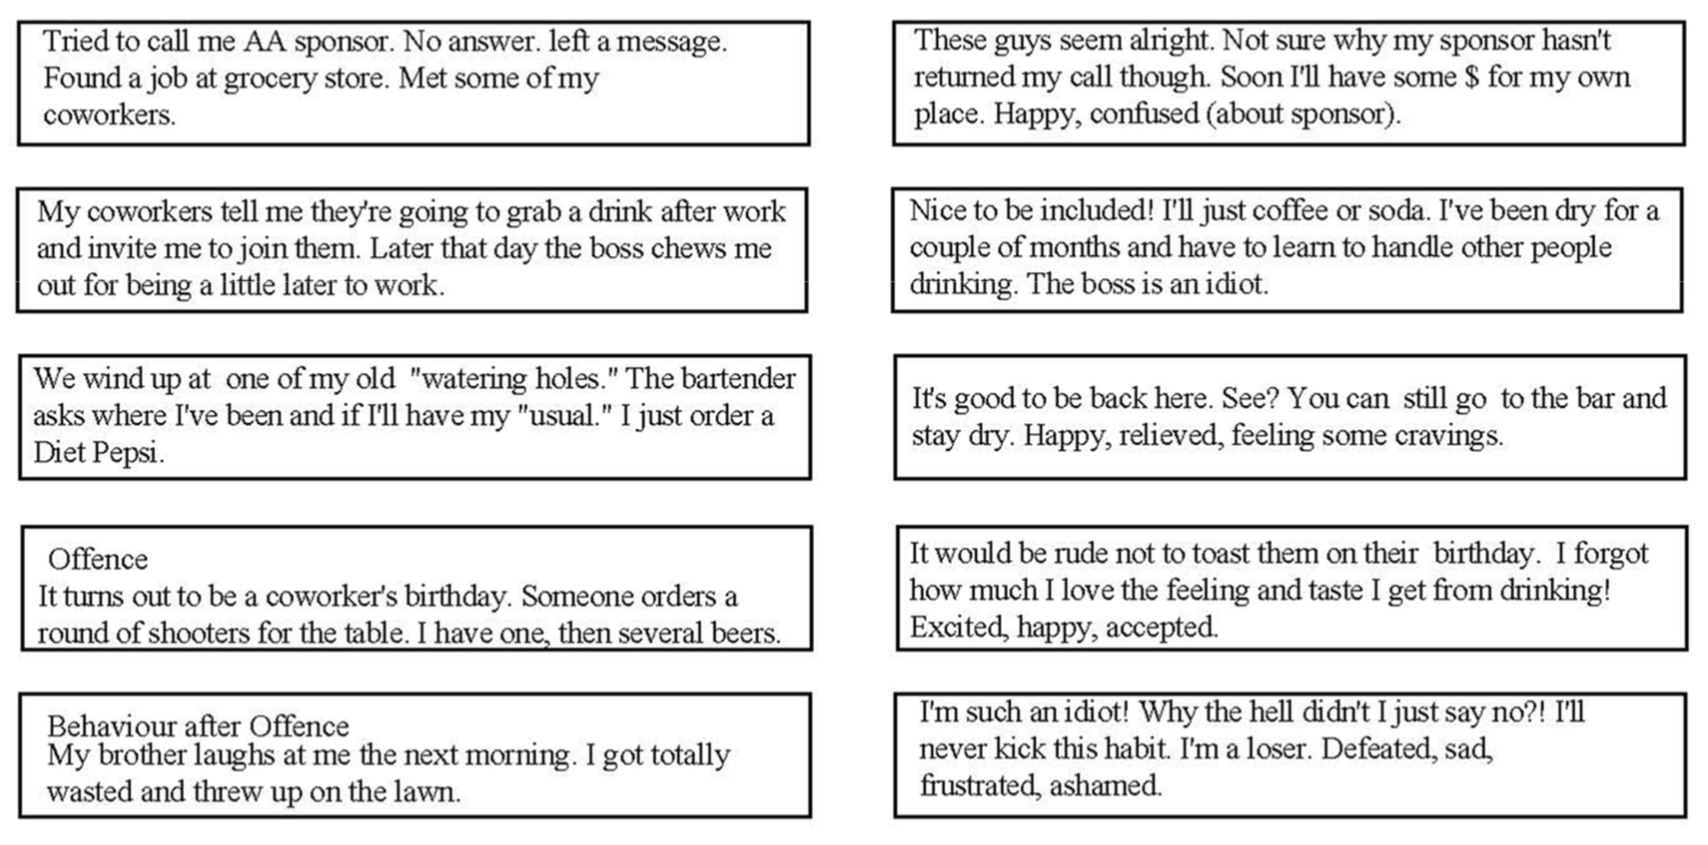 Tried to call me AA sponsor. No answer. left a message.
Found a job at grocery store. Met some of my
coworkers.
These guys seem alright. Not sure why my sponsor hasn't
returned my call though. Soon I'll have some $ for my own
place. Happy, confused (about sponsor).
My coworkers tell me they're going to grab a drink after work
and invite me to join them. Later that day the boss chews me
out for being a little later to work.
Nice to be included! I'll just coffee or soda. I've been dry for a
couple of months and have to learn to handle other people
drinking. The boss is an idiot.
We wind up at one of my old "watering holes." The bartender
asks where I've been and if I'll have my "usual." I just order a
Diet Pepsi.
It's good to be back here. See? You can still go to the bar and
stay dry. Happy, relieved, feeling some cravings.
Offence
It turns out to be a coworker's birthday. Someone orders a
round of shooters for the table. I have one, then several beers.
It would be rude not to toast them on their birthday. I forgot
how much I love the feeling and taste I get from drinking!
Excited, happy, accepted.
Behaviour after Offence
My brother laughs at me the next morning. I got totally
wasted and threw up on the lawn.
I'm such an idiot! Why the hell didn't I just say no?! I'll
never kick this habit. I'm a loser. Defeated, sad,
frustrated, ashamed.